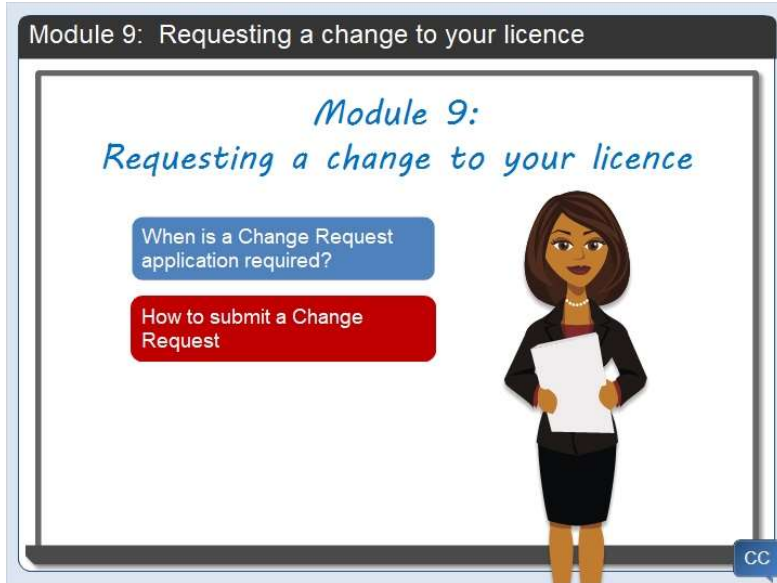 Module 9:  Requesting a change to your licence
Module 9:
Requesting a change to your licence
When is a Change Request
application required?
How to submit a Change
Request
CC